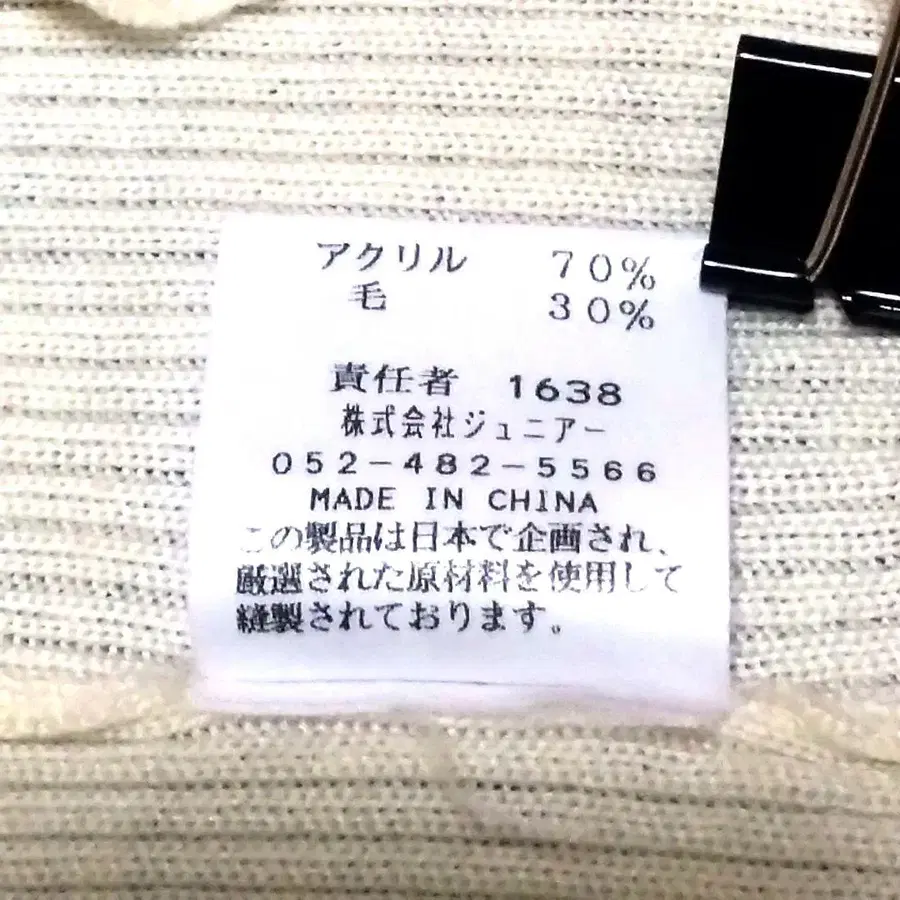 アクリル 70%
毛 30%
責任者 1638
株式会社ジュニアー
052-482-5566
MADE IN CHINA
この製品は日本で企画され、
厳選された原材料を使用して
縫製されております。